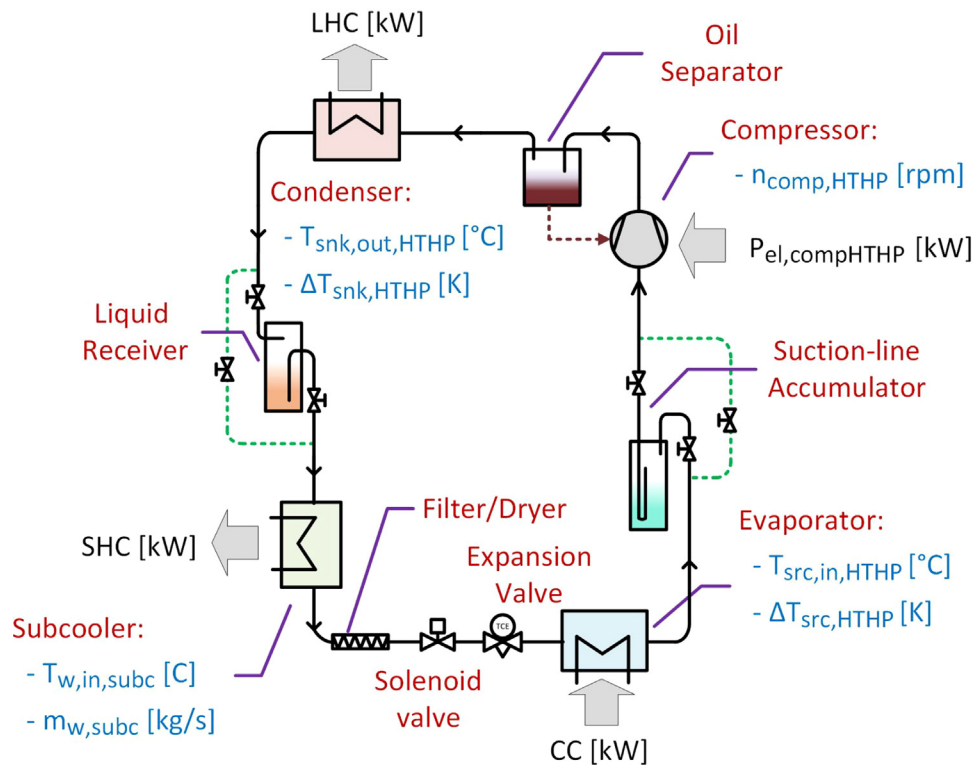 LHC [kW]
Oil
Separator
Compressor:
- n_comp,HTHP [rpm]
P_el,compHTHP [kW]
Condenser:
- T_snk,out,HTHP [°C]
- ΔT_snk,HTHP [K]
Liquid
Receiver
Suction-line
Accumulator
SHC [kW]
Filter/Dryer
Expansion
Valve
TCE
Evaporator:
- T_src,in,HTHP [°C]
- ΔT_src,HTHP [K]
Subcooler:
- T_w,in,subc [C]
- m_w,subc [kg/s]
Solenoid
valve
CC [kW]